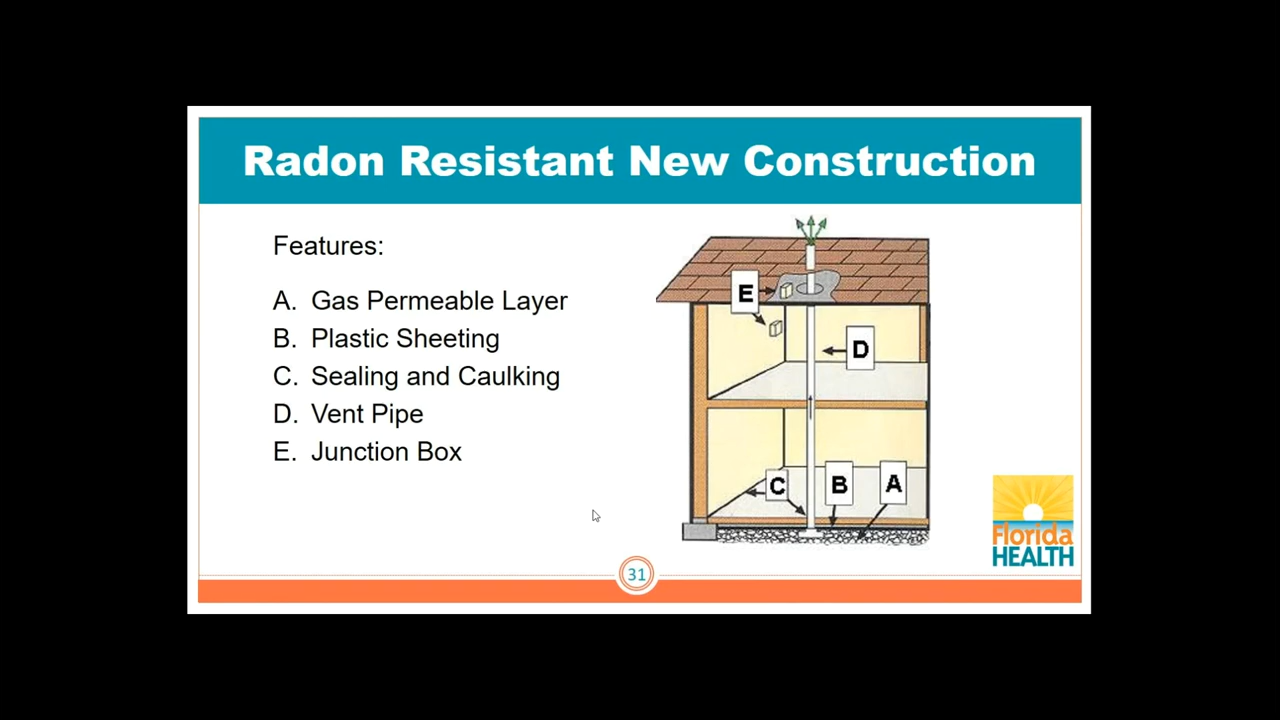 Radon Resistant New Construction
Features:
A. Gas Permeable Layer
B. Plastic Sheeting
C. Sealing and Caulking
D. Vent Pipe
E. Junction Box
E
D
C
B
A
Florida
HEALTH
31